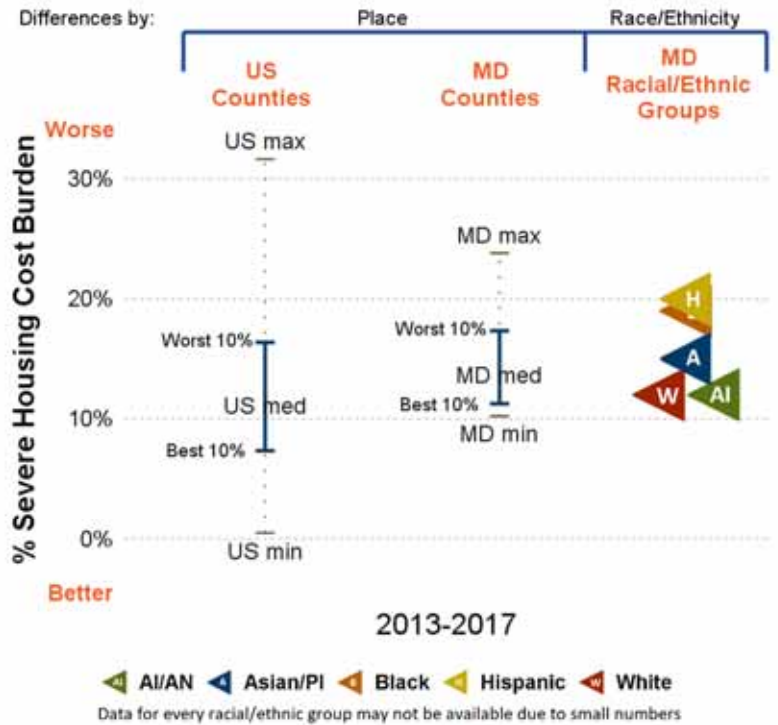 Differences by: Place Race/Ethnicity
US Counties
MD Counties
MD Racial/Ethnic Groups
Worse
% Severe Housing Cost Burden
US max
30%
MD max
20%
H
Worst 10%
Worst 10%
A
MD med
US med
Best 10%
W
AI
10%
MD min
Best 10%
0%
US min
Better
2013-2017
AI/AN Asian/PI Black Hispanic White
Data for every racial/ethnic group may not be available due to small numbers